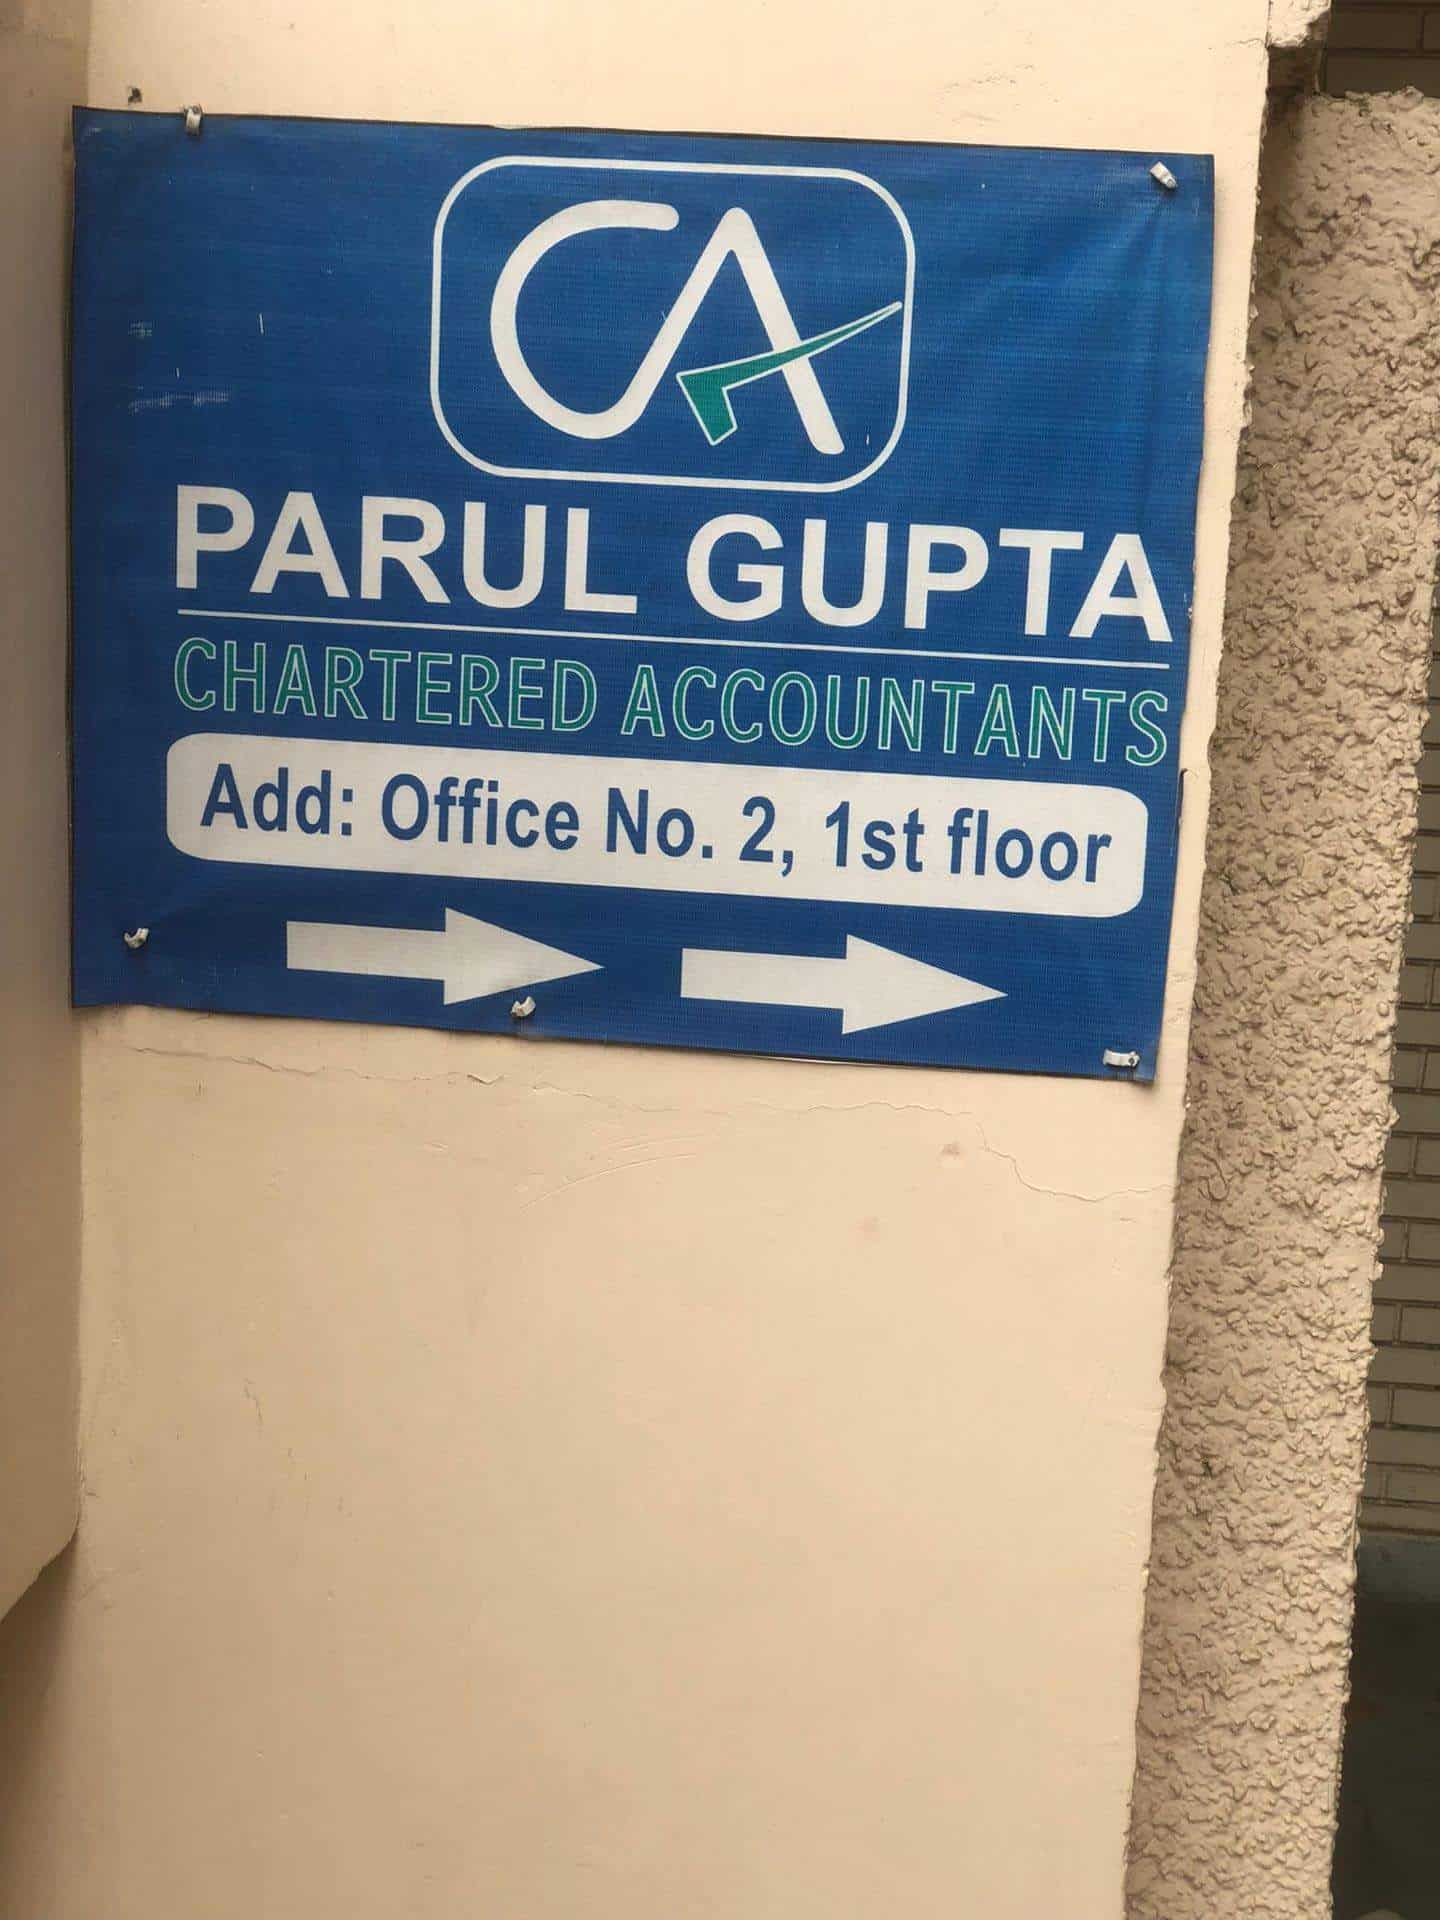 CA
PARUL GUPTA
CHARTERED ACCOUNTANTS
Add: Office No. 2, 1st floor